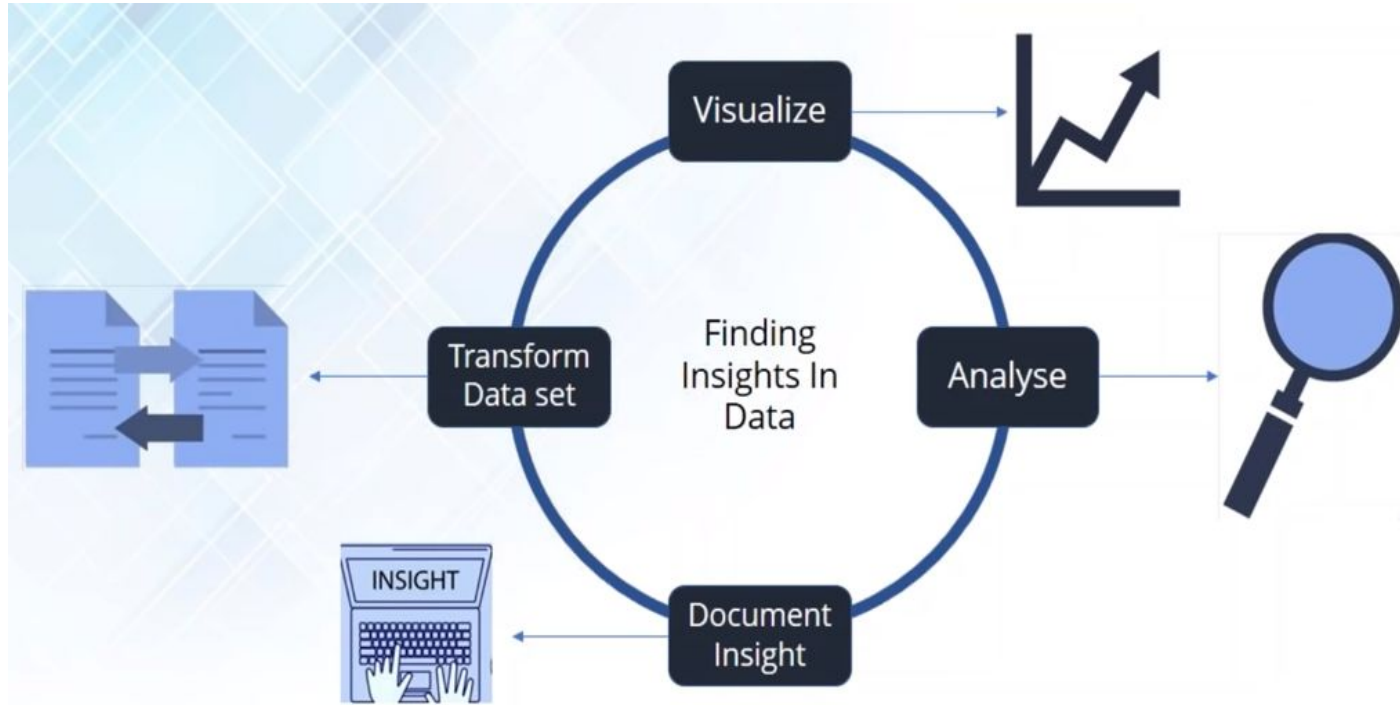 Visualize
Finding
Insights In
Data
Transform
Data set
Analyse
INSIGHT
Document
Insight